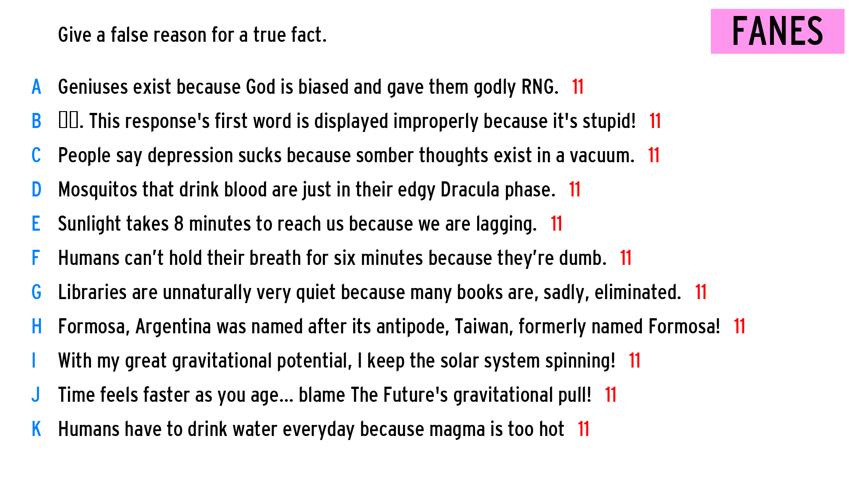 Give a false reason for a true fact.
FANES
A Geniuses exist because God is biased and gave them godly RNG. 11
B ▯▯. This response's first word is displayed improperly because it's stupid! 11
C People say depression sucks because somber thoughts exist in a vacuum. 11
D Mosquitos that drink blood are just in their edgy Dracula phase. 11
E Sunlight takes 8 minutes to reach us because we are lagging. 11
F Humans can’t hold their breath for six minutes because they’re dumb. 11
G Libraries are unnaturally very quiet because many books are, sadly, eliminated. 11
H Formosa, Argentina was named after its antipode, Taiwan, formerly named Formosa! 11
I With my great gravitational potential, I keep the solar system spinning! 11
J Time feels faster as you age... blame The Future's gravitational pull! 11
K Humans have to drink water everyday because magma is too hot 11